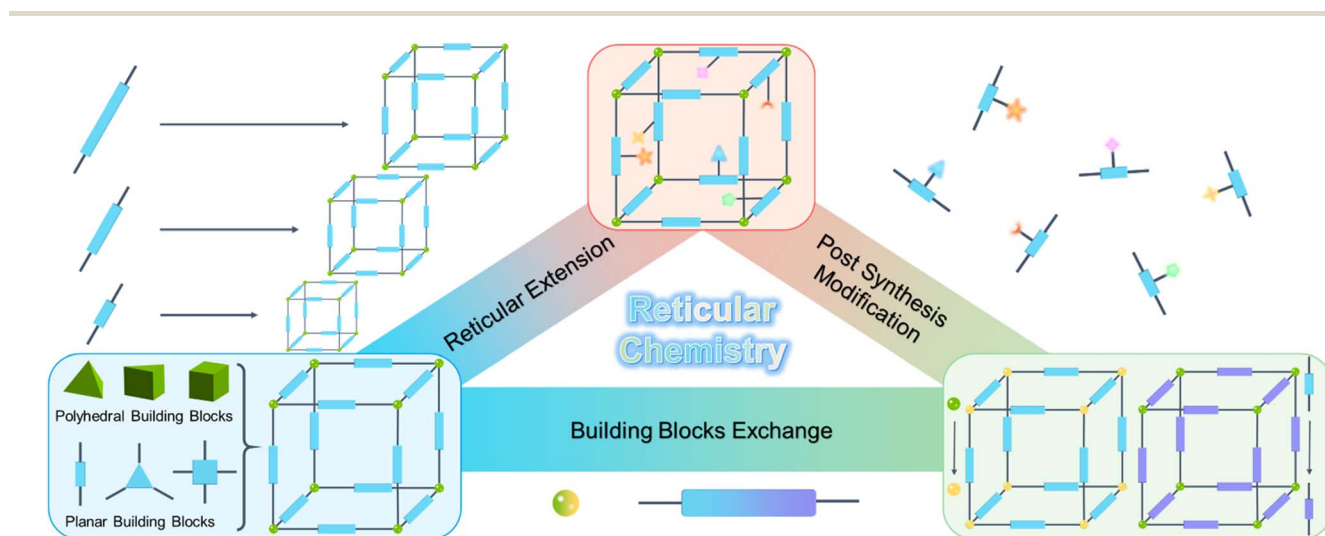 Reticular Extension
Post Synthesis
Modification
Reticular
Chemistry
Polyhedral Building Blocks
Planar Building Blocks
Building Blocks Exchange